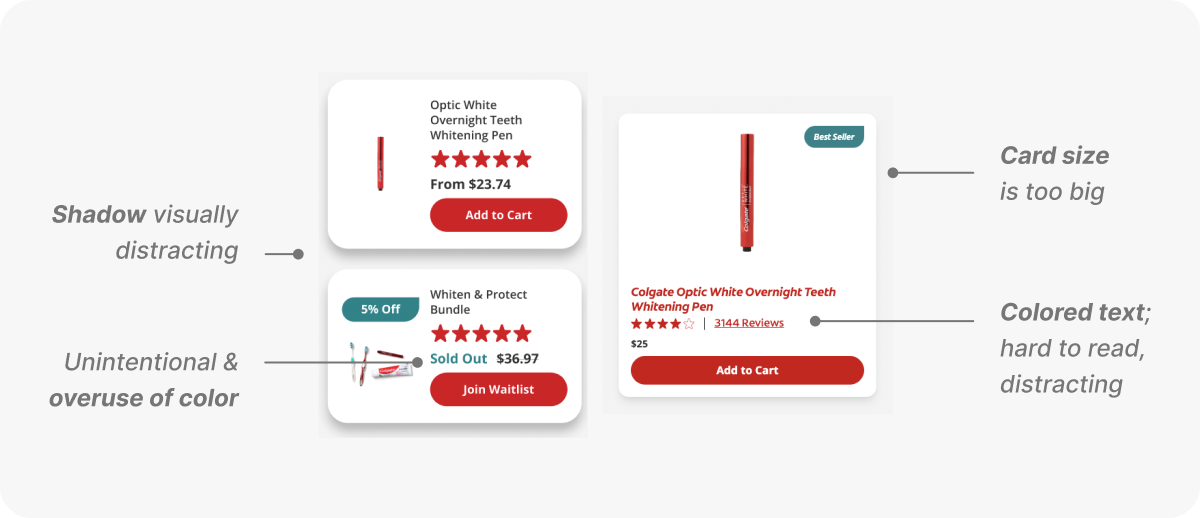 Shadow visually
distracting
Unintentional &
overuse of color
Optic White
Overnight Teeth
Whitening Pen
From $23.74
Add to Cart
5% Off
Whiten & Protect
Bundle
Sold Out $36.97
Join Waitlist
Best Seller
Colgate
Colgate Optic White Overnight Teeth
Whitening Pen
3144 Reviews
$25
Add to Cart
Card size
is too big
Colored text;
hard to read,
distracting